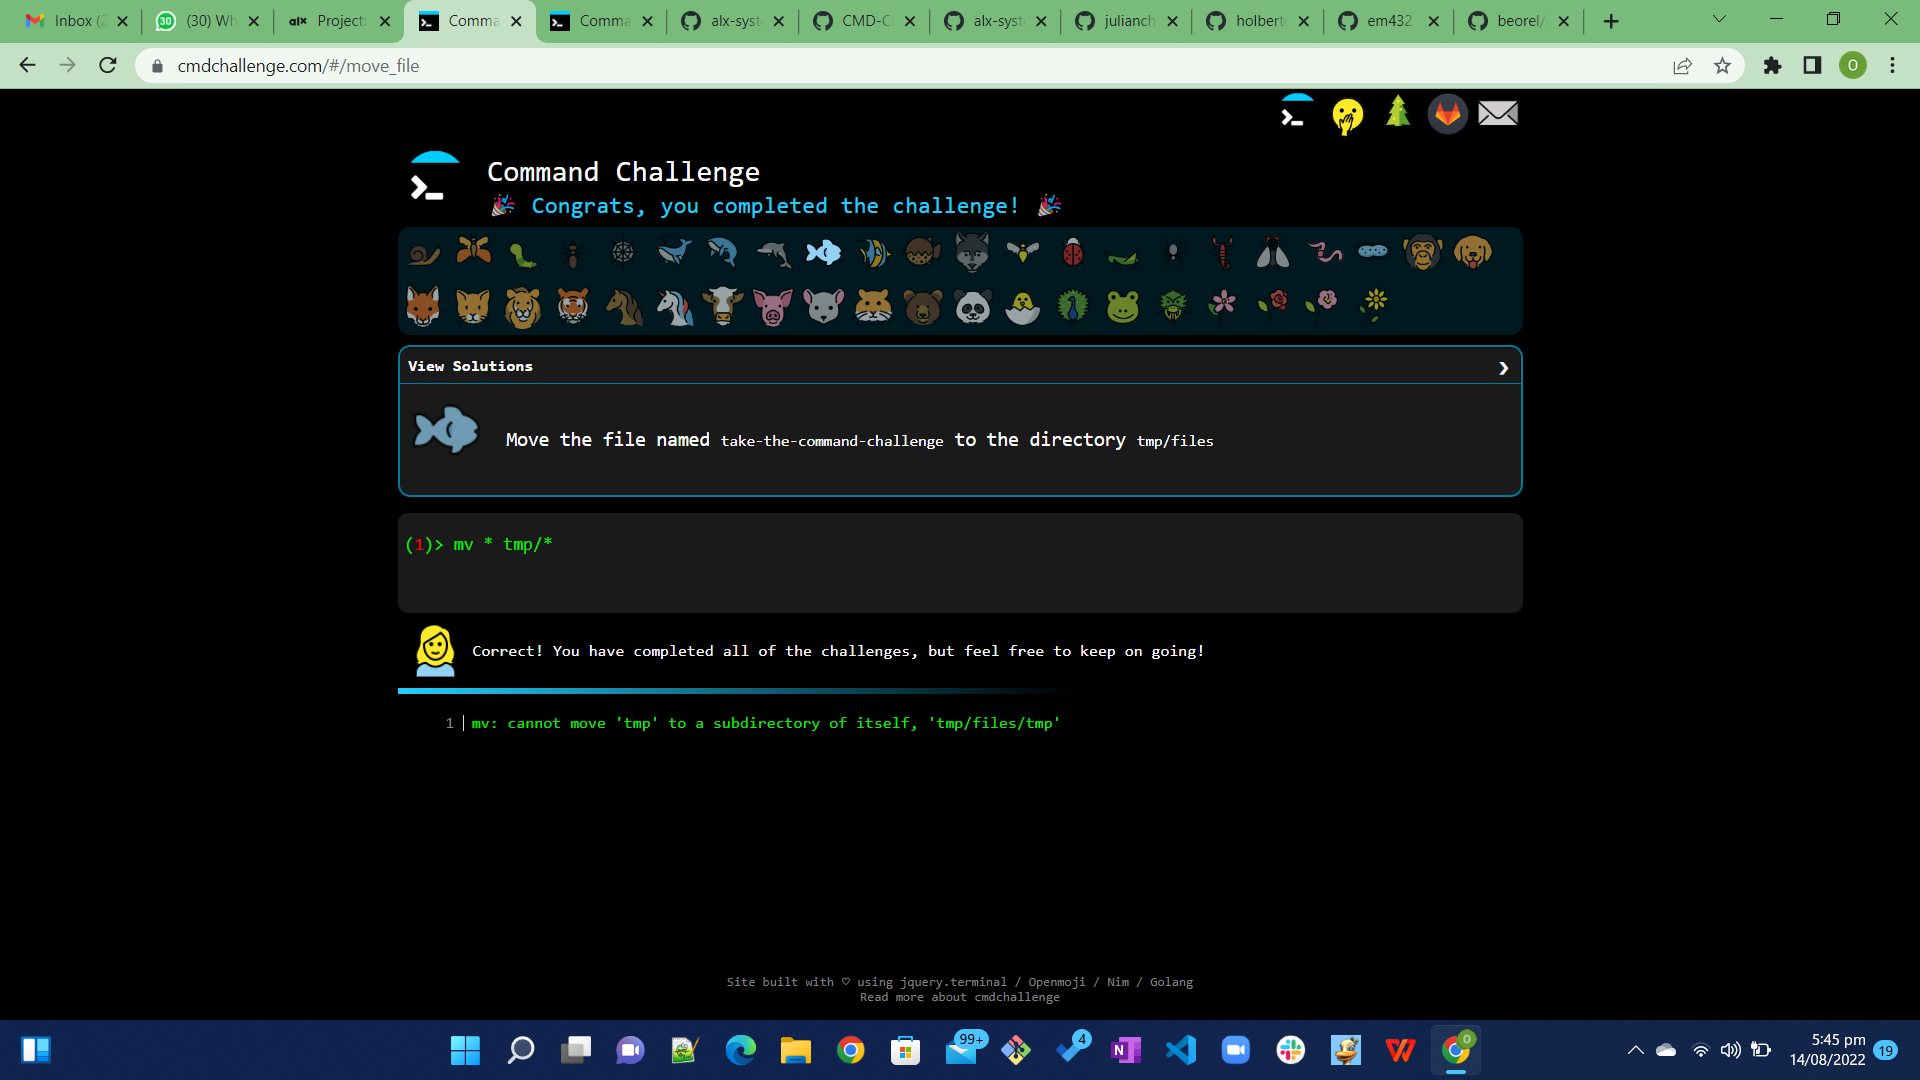 Inbox (2
(30) Wh
alx Project:
Comma
Comma
alx-syst
CMD-C
alx-syst
julianch
holberto
em432
beorel/
cmdchallenge.com/#/move_file
O
Command Challenge
Congrats, you completed the challenge!
View Solutions
Move the file named take-the-command-challenge to the directory tmp/files
(1)> mv * tmp/*
Correct! You have completed all of the challenges, but feel free to keep on going!
1 mv: cannot move 'tmp' to a subdirectory of itself, 'tmp/files/tmp'
Site built with ♡ using jquery.terminal / Openmoji / Nim / Golang
Read more about cmdchallenge
99+
4
0
5:45 pm
14/08/2022
19